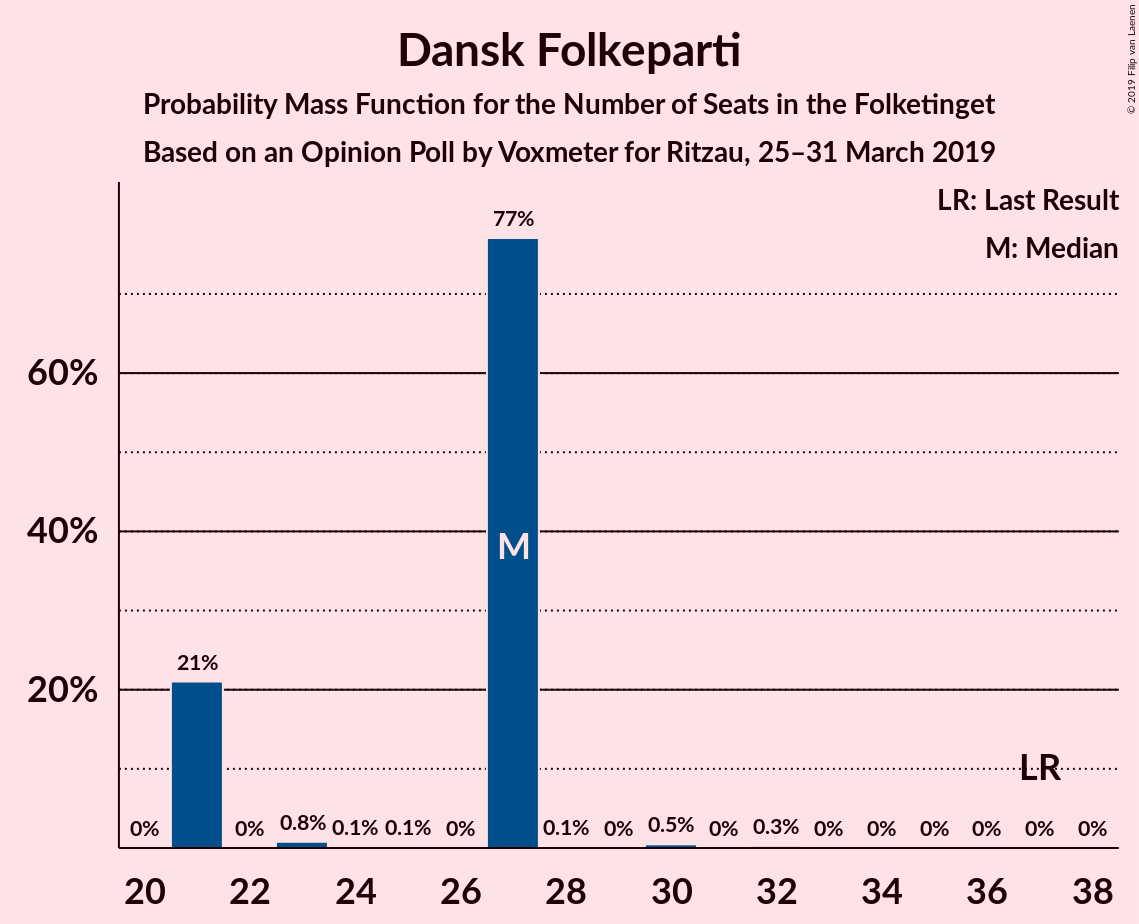 Dansk Folkeparti
Probability Mass Function for the Number of Seats in the Folketinget
Based on an Opinion Poll by Voxmeter for Ritzau, 25–31 March 2019
© 2019 Filip van Laenen
LR: Last Result
M: Median
77%
60%
40%
M
21%
20%
LR
0% 0% 0.8% 0.1% 0.1% 0% 0.1% 0% 0.5% 0% 0.3% 0% 0% 0% 0% 0% 0%
20 22 24 26 28 30 32 34 36 38